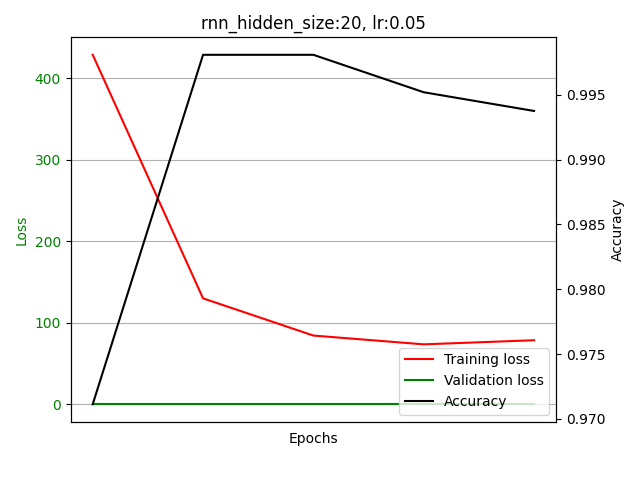 rnn_hidden_size:20, lr:0.05
400
300
200
100
0
Loss
0.995
0.990
0.985
0.980
0.975
0.970
Accuracy
Training loss
Validation loss
Accuracy
Epochs